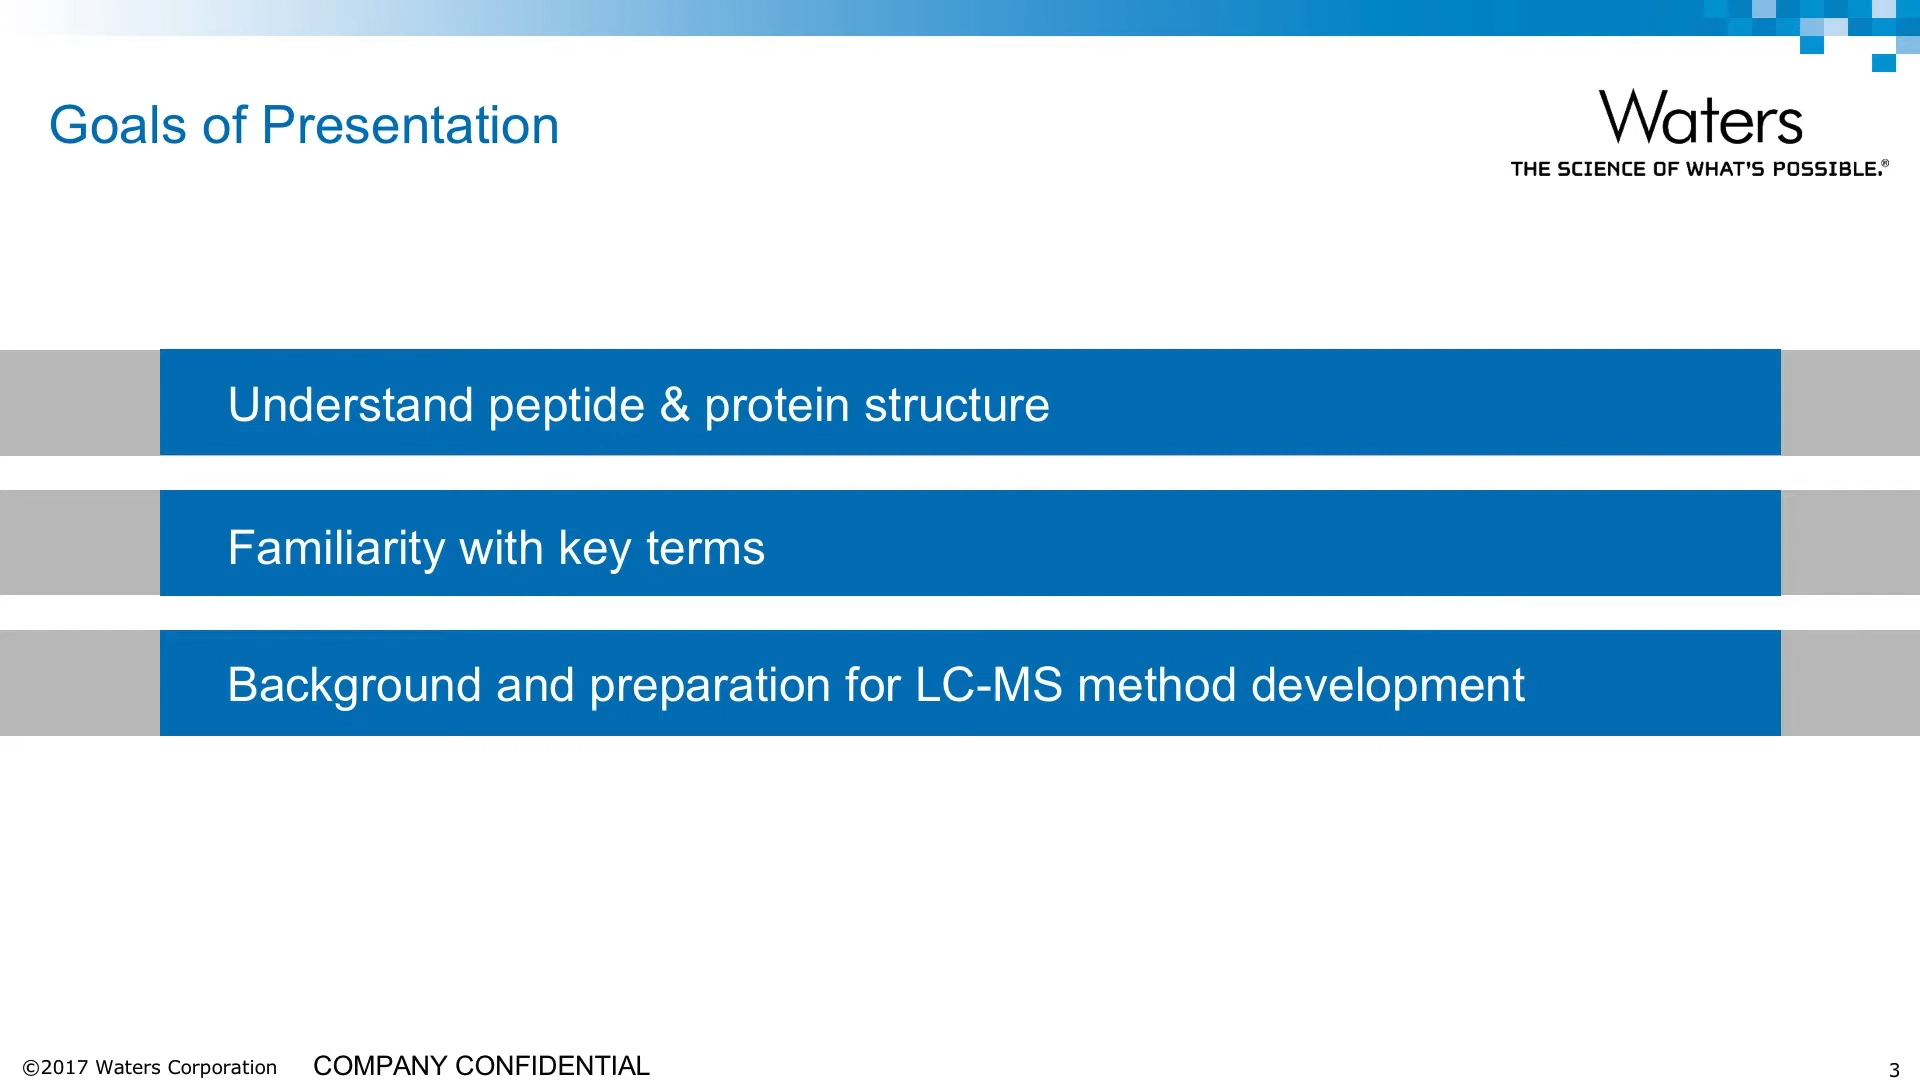 Goals of Presentation
Waters
THE SCIENCE OF WHAT'S POSSIBLE.®
Understand peptide & protein structure
Familiarity with key terms
Background and preparation for LC-MS method development
©2017 Waters Corporation COMPANY CONFIDENTIAL 3